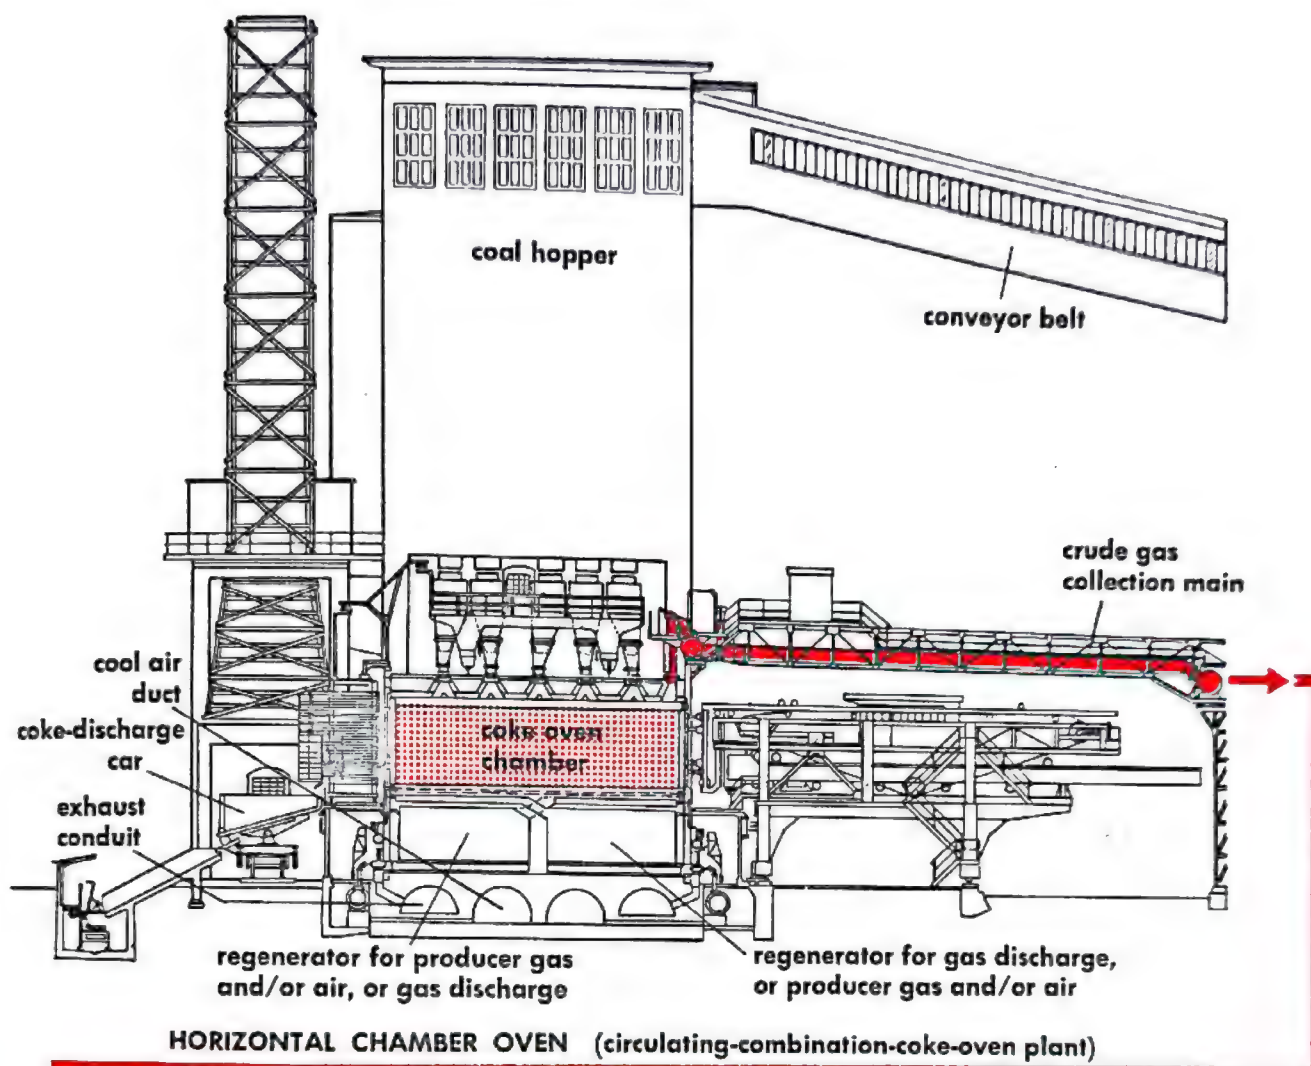 coal hopper
conveyor belt
crude gas
collection main
cool air
duct
coke-discharge
car
coke oven
chamber
exhaust
conduit
regenerator for producer gas
and/or air, or gas discharge
regenerator for gas discharge,
or producer gas and/or air
HORIZONTAL CHAMBER OVEN (circulating-combination-coke-oven plant)